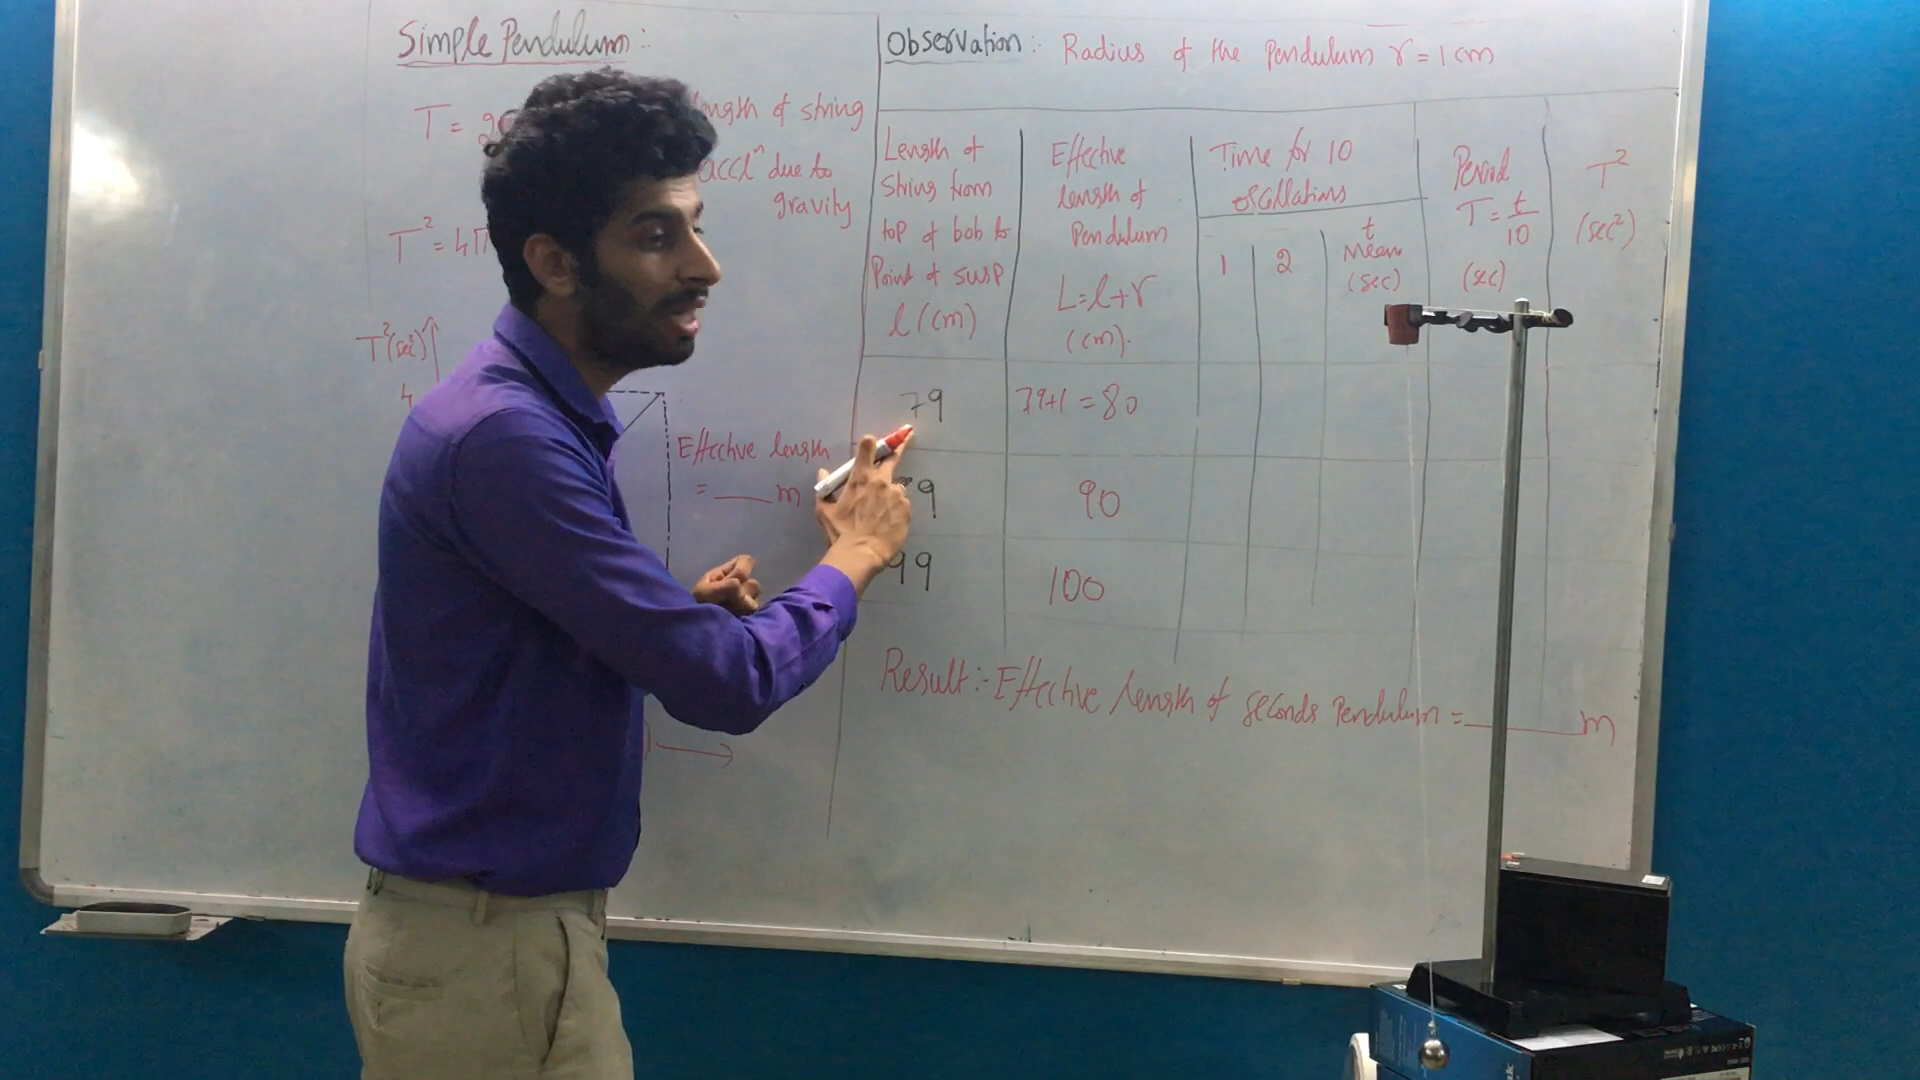 Simple Pendulum:
T = 2
length of string
accl^n due to
gravity
T² = 4π
T²(sec²)
4
Effective length
= ___ m
Observation: Radius of the Pendulum r = 1 cm
Length of
string from
top of bob to
Point of susp
l (cm)
Effective
length of
Pendulum
L=l+r
(cm).
Time for 10
oscillations
1
2
t
Mean
(sec)
Period
T = t/10
(sec)
T²
(sec²)
79
79+1 = 80
9
90
99
100
Result:- Effective length of seconds Pendulum = ______ m